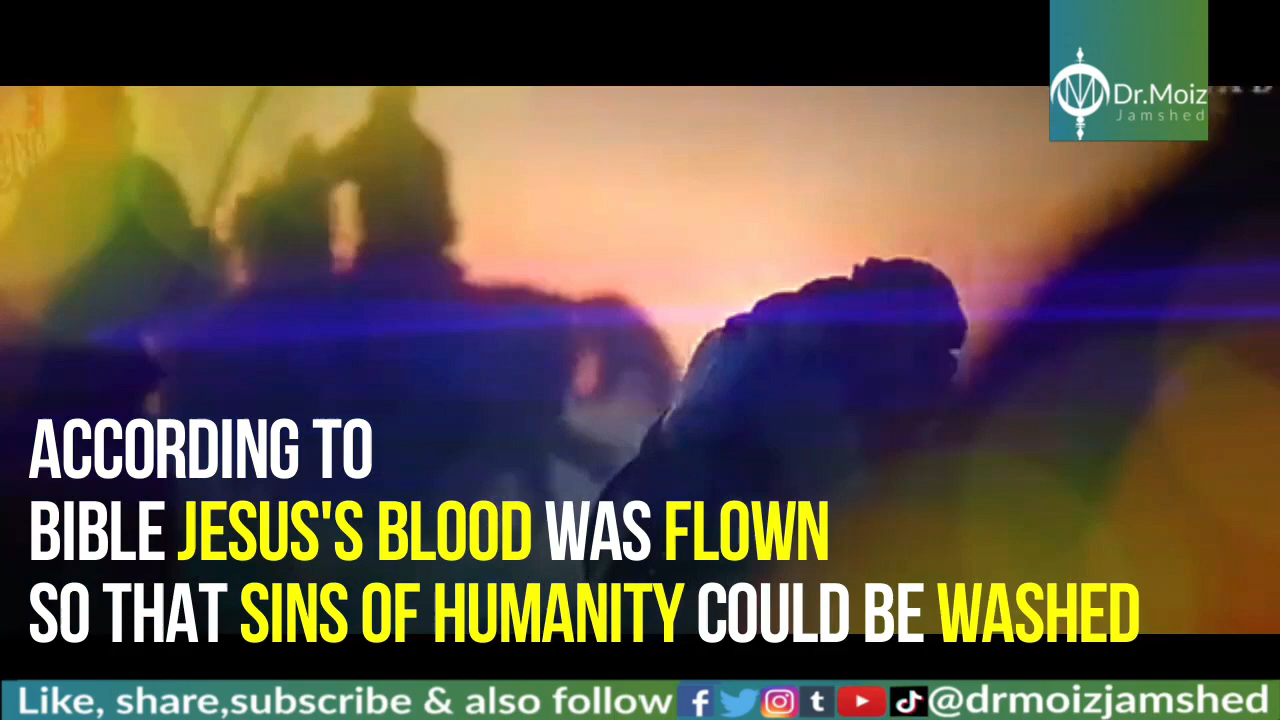 Dr.Moiz
Jamshed
ACCORDING TO
BIBLE JESUS'S BLOOD WAS FLOWN
SO THAT SINS OF HUMANITY COULD BE WASHED
Like, share,subscribe & also follow @drmoizjamshed